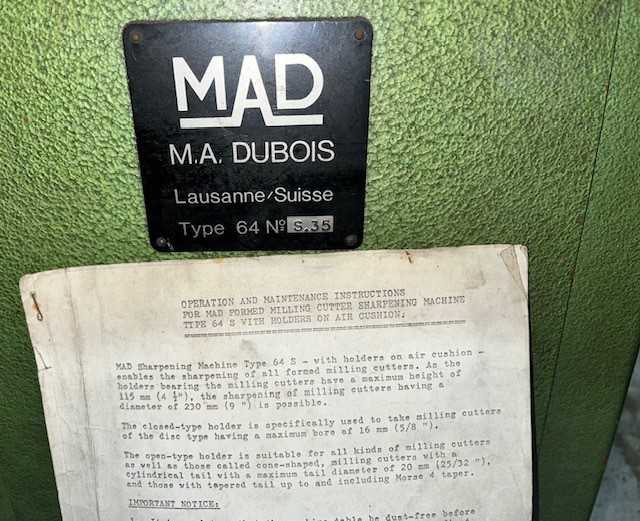 MAD
M.A. DUBOIS
Lausanne/Suisse
Type 64 Nº S.35
OPERATION AND MAINTENANCE INSTRUCTIONS
FOR MAD FORMED MILLING CUTTER SHARPENING MACHINE
TYPE 64 S WITH HOLDERS ON AIR CUSHION.
MAD Sharpening Machine Type 64 S - with holders on air cushion -
enables the sharpening of all formed milling cutters. As the
holders bearing the milling cutters have a maximum height of
115 mm (4 ½"), the sharpening of milling cutters having a
diameter of 230 mm (9 ") is possible.
The closed-type holder is specifically used to take milling cutters
of the disc type having a maximum bore of 16 mm (5/8 ").
The open-type holder is suitable for all kinds of milling cutters
as well as those called cone-shaped, milling cutters with a
cylindrical tail with a maximum tail diameter of 20 mm (25/32 "),
and those with tapered tail up to and including Morse 4 taper.
IMPORTANT NOTICE:
be dust-free before